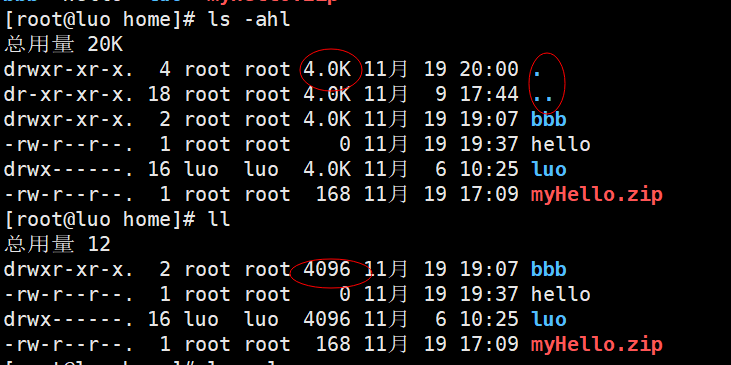 [root@luo home]# ls -ahl
总用量 20K
drwxr-xr-x.  4 root root 4.0K 11月 19 20:00 .
dr-xr-xr-x. 18 root root 4.0K 11月  9 17:44 ..
drwxr-xr-x.  2 root root 4.0K 11月 19 19:07 bbb
-rw-r--r--.  1 root root    0 11月 19 19:37 hello
drwx------. 16 luo  luo  4.0K 11月  6 10:25 luo
-rw-r--r--.  1 root root  168 11月 19 17:09 myHello.zip
[root@luo home]# ll
总用量 12
drwxr-xr-x.  2 root root 4096 11月 19 19:07 bbb
-rw-r--r--.  1 root root    0 11月 19 19:37 hello
drwx------. 16 luo  luo  4096 11月  6 10:25 luo
-rw-r--r--.  1 root root  168 11月 19 17:09 myHello.zip